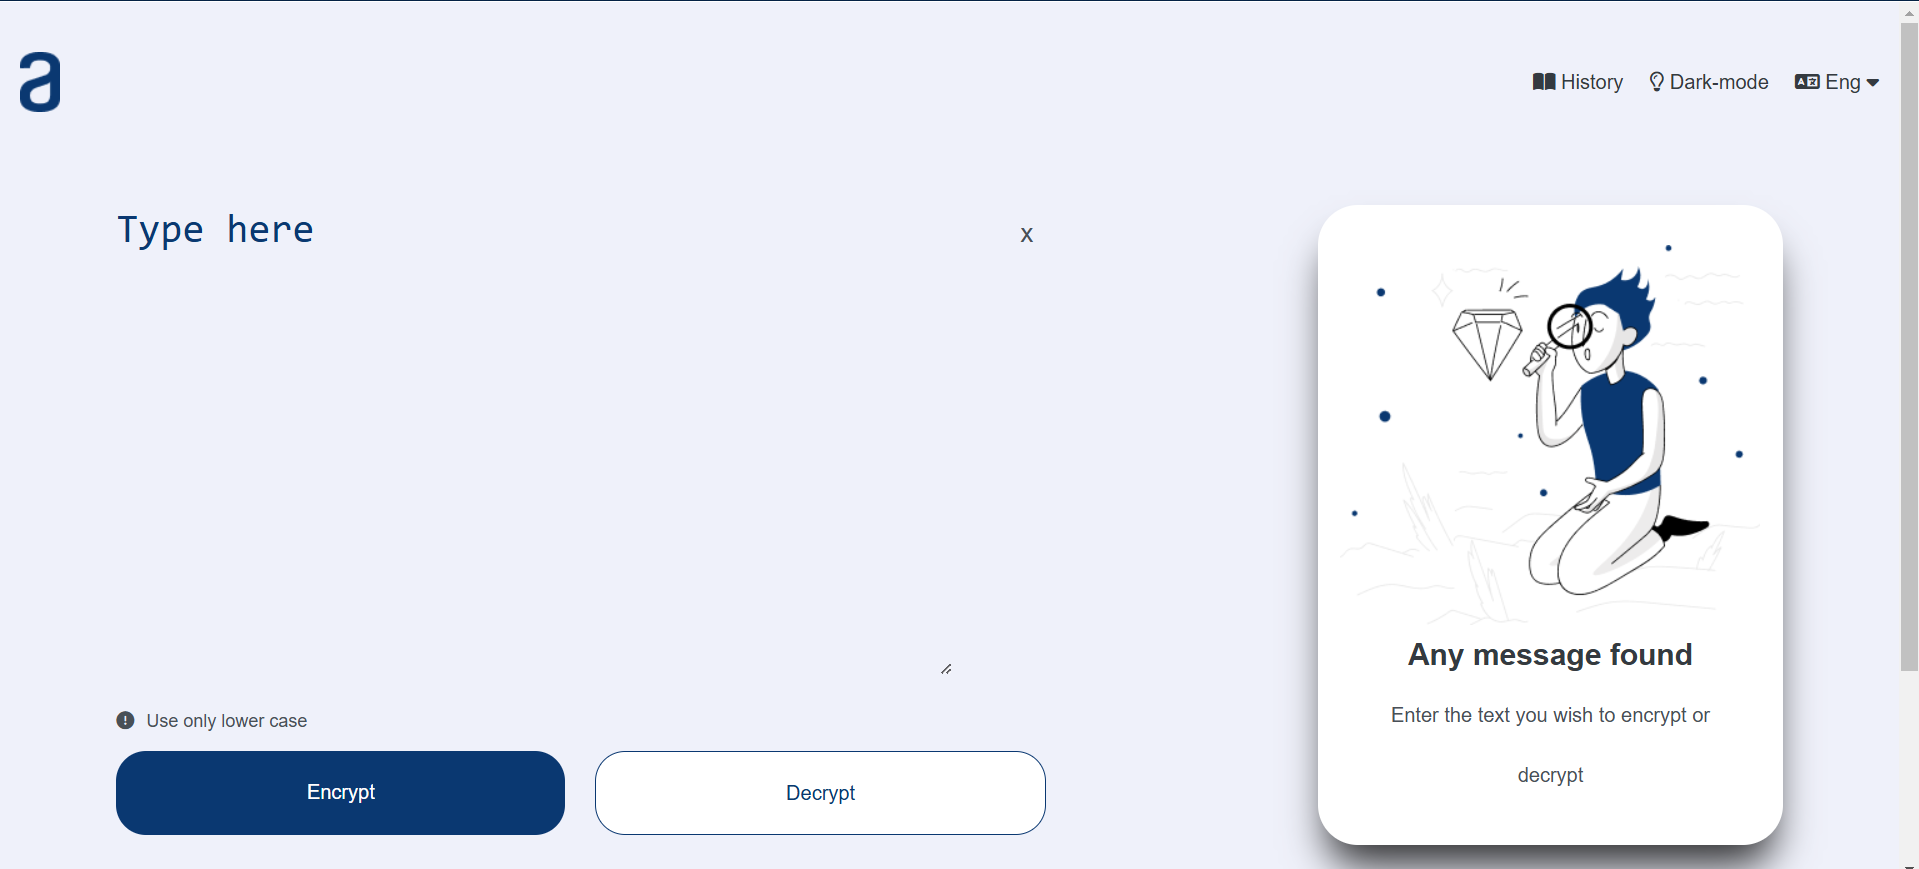 a
History
Dark-mode
Eng
Type here
x
Any message found
Enter the text you wish to encrypt or
decrypt
Use only lower case
Encrypt
Decrypt